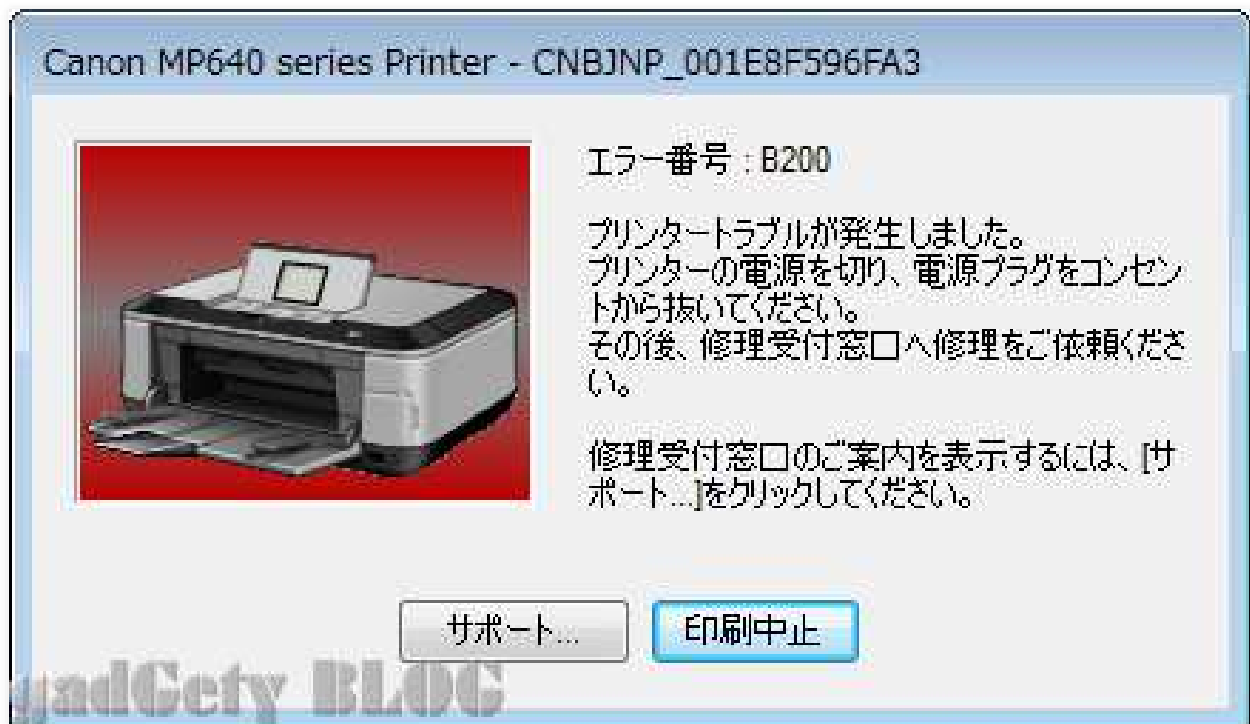 Canon MP640 series Printer - CNBJNP_001E8F596FA3
エラー番号 : B200
プリンタートラブルが発生しました。
プリンターの電源を切り、電源プラグをコンセン
トから抜いてください。
その後、修理受付窓口へ修理をご依頼くださ
い。
修理受付窓口のご案内を表示するには、[サ
ポート...]をクリックしてください。
サポート...
印刷中止
gadGety BLOG